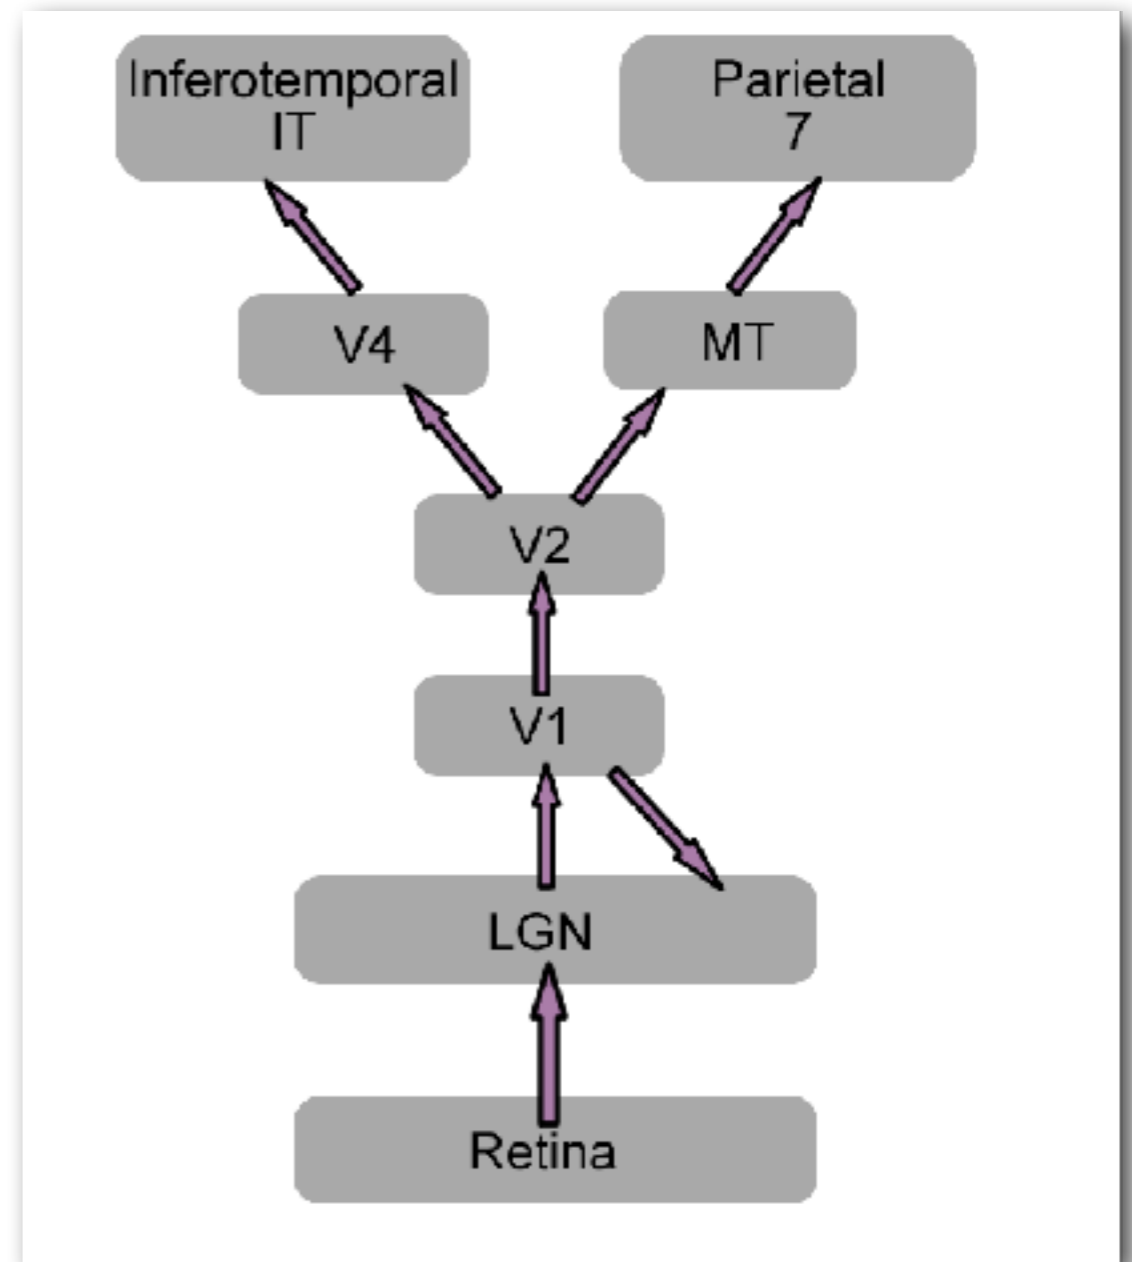 Inferotemporal
IT
Parietal
7
V4
MT
V2
V1
LGN
Retina